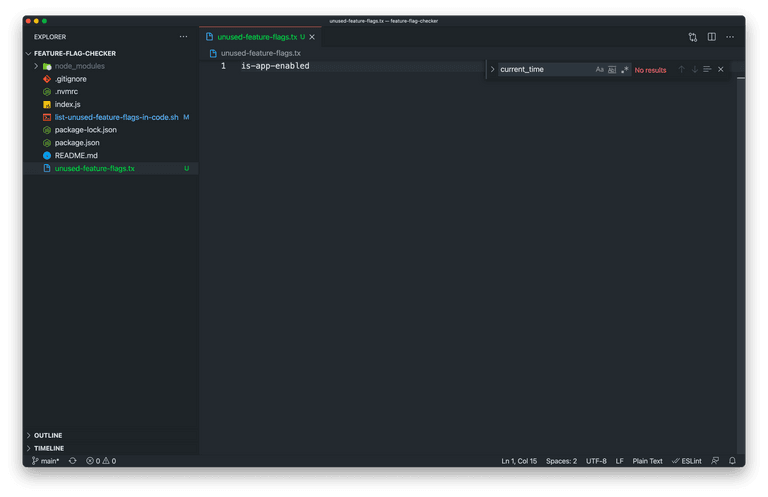 unused-feature-flags.tx — feature-flag-checker
EXPLORER
FEATURE-FLAG-CHECKER
node_modules
.gitignore
.nvmrc
index.js
list-unused-feature-flags-in-code.sh M
package-lock.json
package.json
README.md
unused-feature-flags.tx U
OUTLINE
TIMELINE
unused-feature-flags.tx U
unused-feature-flags.tx
1 is-app-enabled
current_time Aa ab .* No results
main* 0 0 Ln 1, Col 15 Spaces: 2 UTF-8 LF Plain Text ESLint